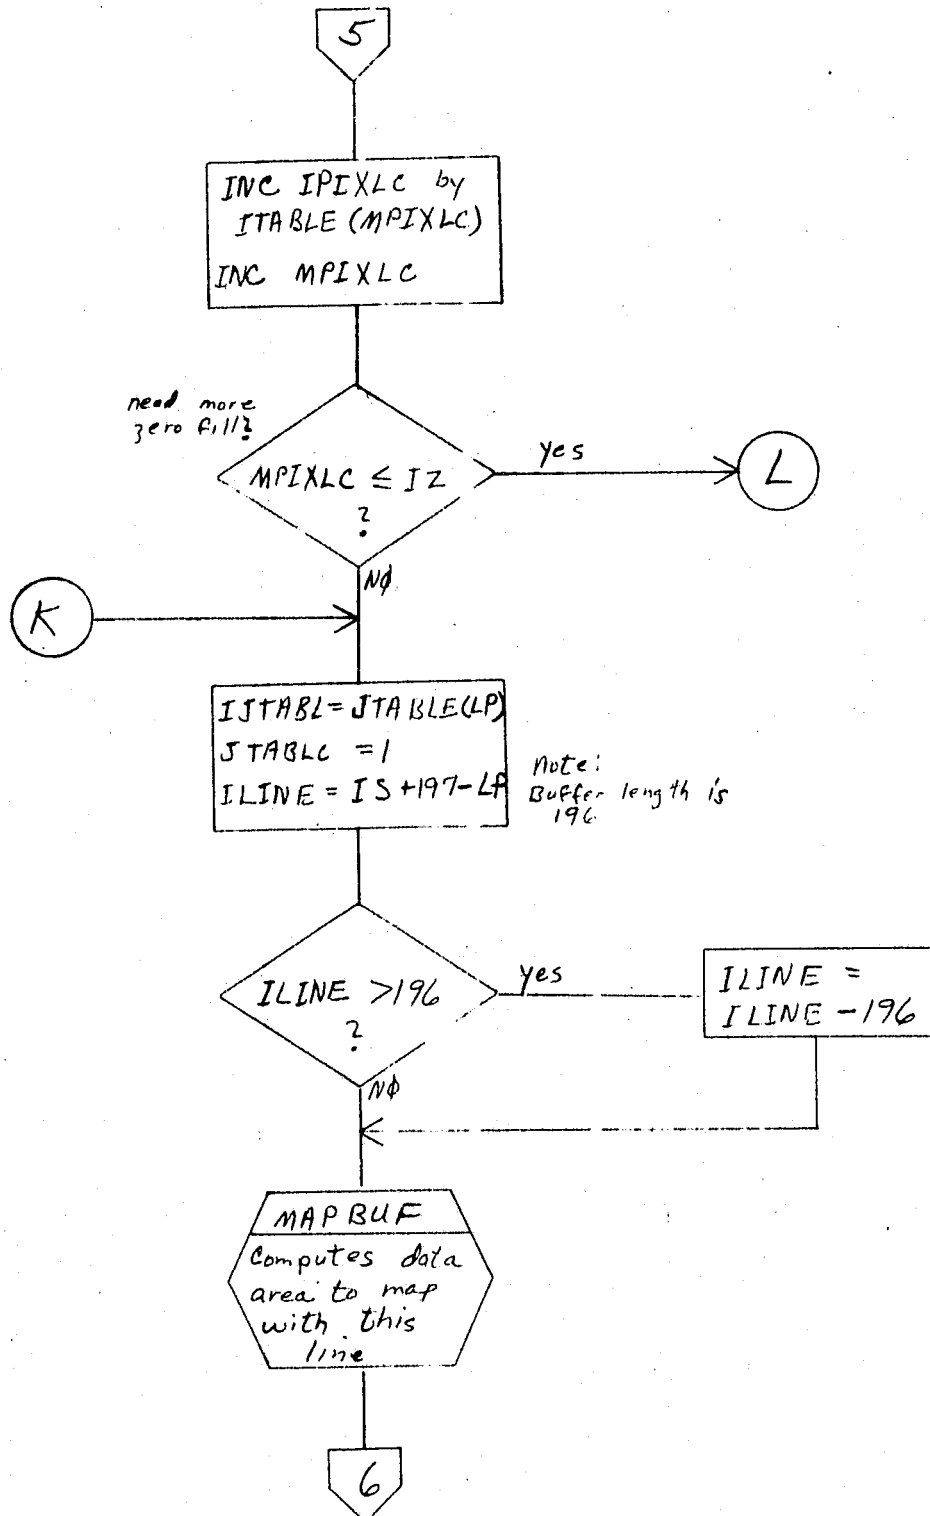 5
INC IPIXLC by
ITABLE (MPIXLC)
INC MPIXLC
need more
zero fill?
MPIXLC ≤ IZ
?
yes
L
NØ
K
IJTABL = JTABLE(LP)
JTABLC = 1
ILINE = IS +197-LP
Note:
Buffer length is
196.
ILINE >196
?
yes
ILINE =
ILINE -196
NØ
MAPBUF
Computes data
area to map
with this
line
6